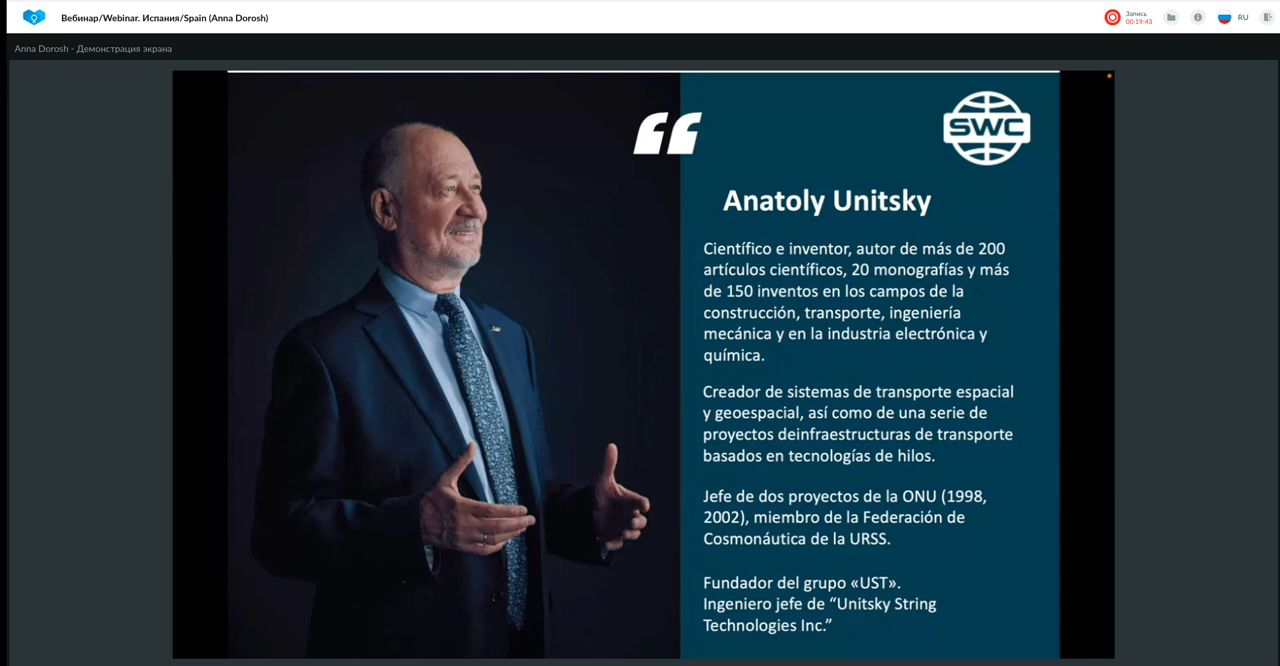 Вебинар/Webinar. Испания/Spain (Anna Dorosh)
Запись
00:19:43
RU
Anna Dorosh - Демонстрация экрана
“
SWC
Anatoly Unitsky
Científico e inventor, autor de más de 200
artículos científicos, 20 monografías y más
de 150 inventos en los campos de la
construcción, transporte, ingeniería
mecánica y en la industria electrónica y
química.
Creador de sistemas de transporte espacial
y geoespacial, así como de una serie de
proyectos deinfraestructuras de transporte
basados en tecnologías de hilos.
Jefe de dos proyectos de la ONU (1998,
2002), miembro de la Federación de
Cosmonáutica de la URSS.
Fundador del grupo «UST».
Ingeniero jefe de “Unitsky String
Technologies Inc.”